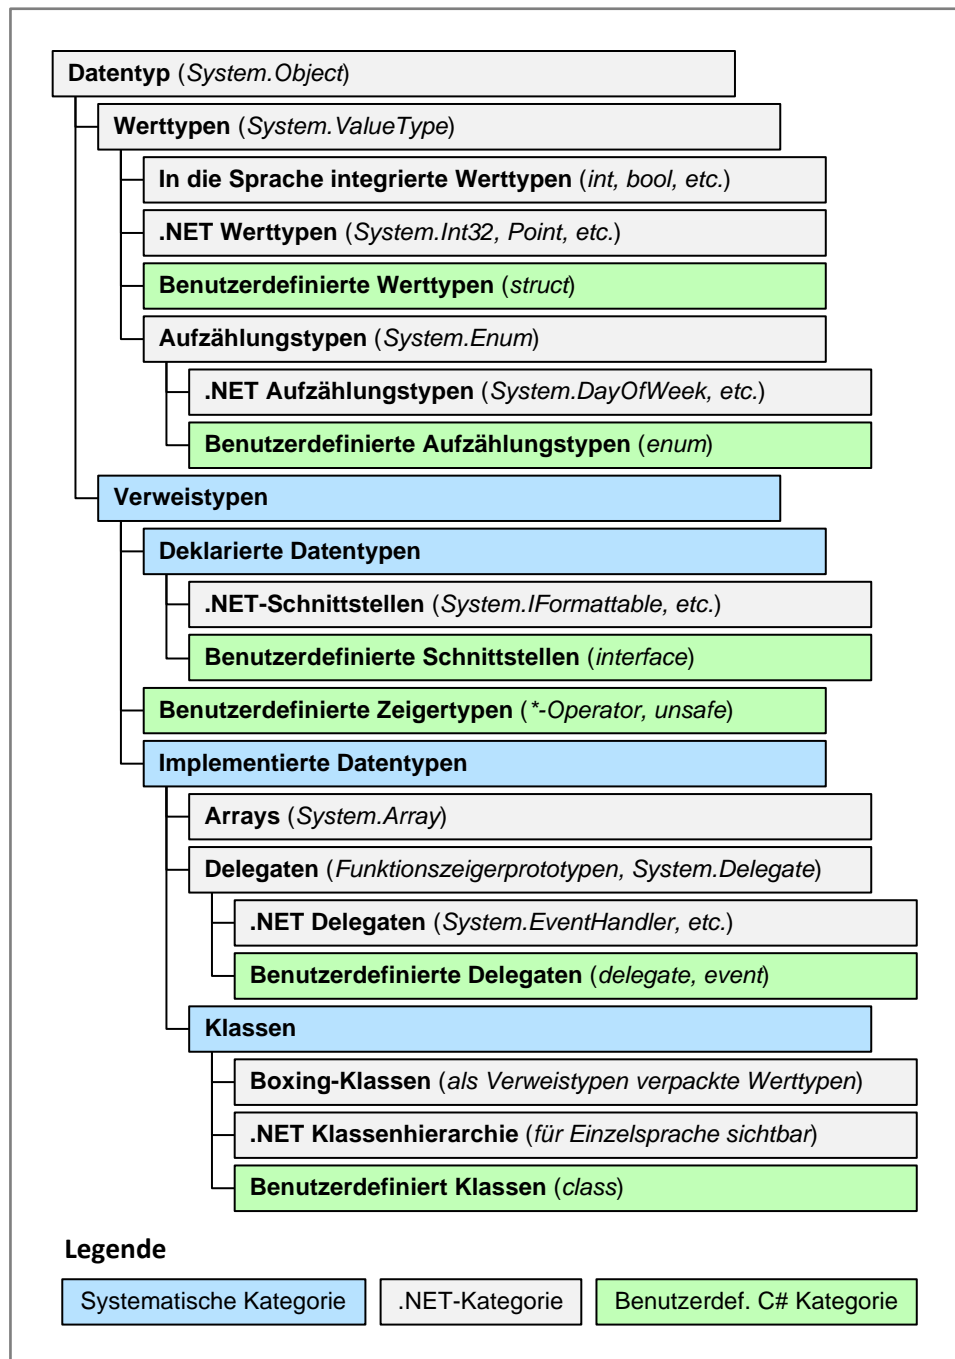 Datentyp (System.Object)
Werttypen (System.ValueType)
In die Sprache integrierte Werttypen (int, bool, etc.)
.NET Werttypen (System.Int32, Point, etc.)
Benutzerdefinierte Werttypen (struct)
Aufzählungstypen (System.Enum)
.NET Aufzählungstypen (System.DayOfWeek, etc.)
Benutzerdefinierte Aufzählungstypen (enum)
Verweistypen
Deklarierte Datentypen
.NET-Schnittstellen (System.IFormattable, etc.)
Benutzerdefinierte Schnittstellen (interface)
Benutzerdefinierte Zeigertypen (*-Operator, unsafe)
Implementierte Datentypen
Arrays (System.Array)
Delegaten (Funktionszeigerprototypen, System.Delegate)
.NET Delegaten (System.EventHandler, etc.)
Benutzerdefinierte Delegaten (delegate, event)
Klassen
Boxing-Klassen (als Verweistypen verpackte Werttypen)
.NET Klassenhierarchie (für Einzelsprache sichtbar)
Benutzerdefiniert Klassen (class)
Legende
Systematische Kategorie .NET-Kategorie Benutzerdef. C# Kategorie